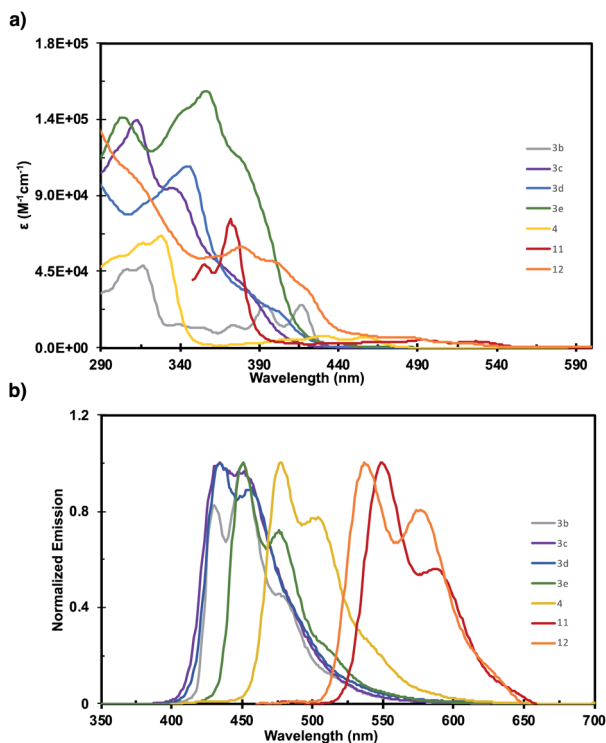 a)
1.8E+05
1.4E+05
9.0E+04
4.5E+04
0.0E+00
ε (M-1cm-1)
290 340 390 440 490 540 590
Wavelength (nm)
3b
3c
3d
3e
4
11
12
b)
1.2
0.8
0.4
0
Normalized Emission
350 400 450 500 550 600 650 700
Wavelength (nm)
3b
3c
3d
3e
4
11
12